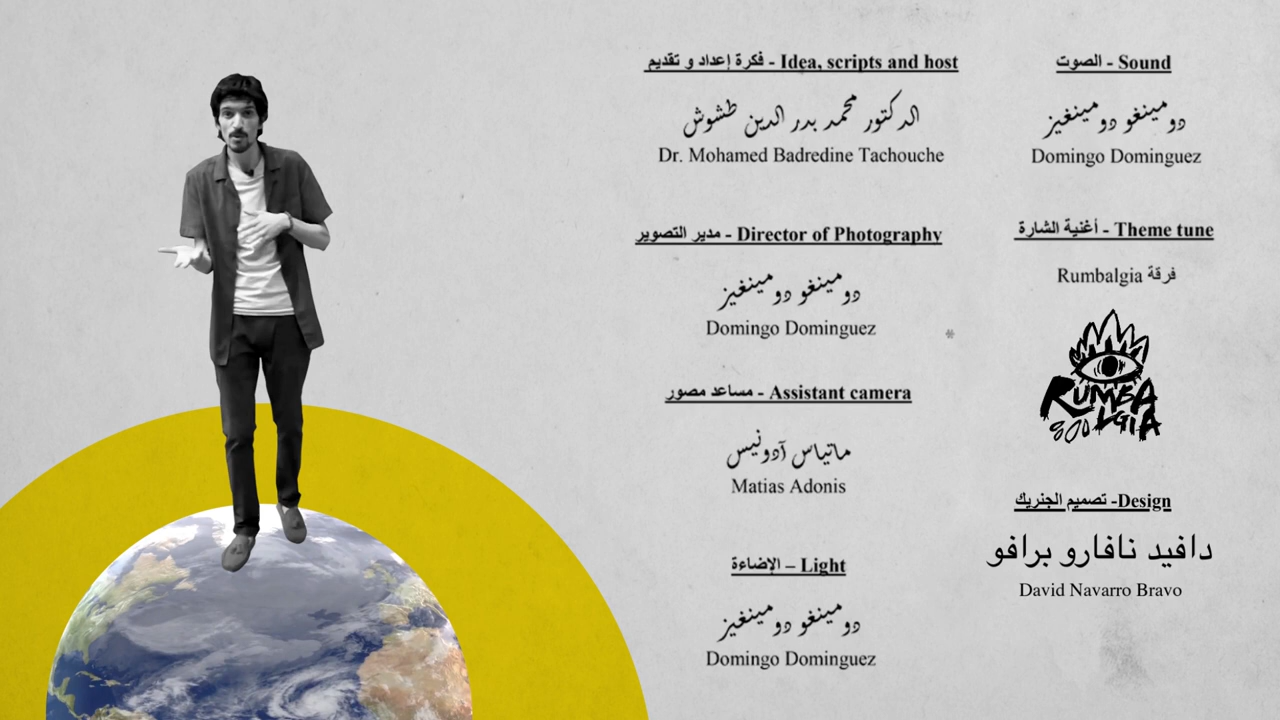 فكرة إعداد و تقديم - Idea, scripts and host
الدكتور محمد بدر الدين طشوش
Dr. Mohamed Badredine Tachouche
مدير التصوير - Director of Photography
دومينغو دومينغيز
Domingo Dominguez
مساعد مصور - Assistant camera
ماتياس آدونيس
Matias Adonis
الإضاءة – Light
دومينغو دومينغيز
Domingo Dominguez
الصوت - Sound
دومينغو دومينغيز
Domingo Dominguez
أغنية الشارة - Theme tune
فرقة Rumbalgia
RUMBA
LGIA
تصميم الجنريك -Design
دافيد نافارو برافو
David Navarro Bravo